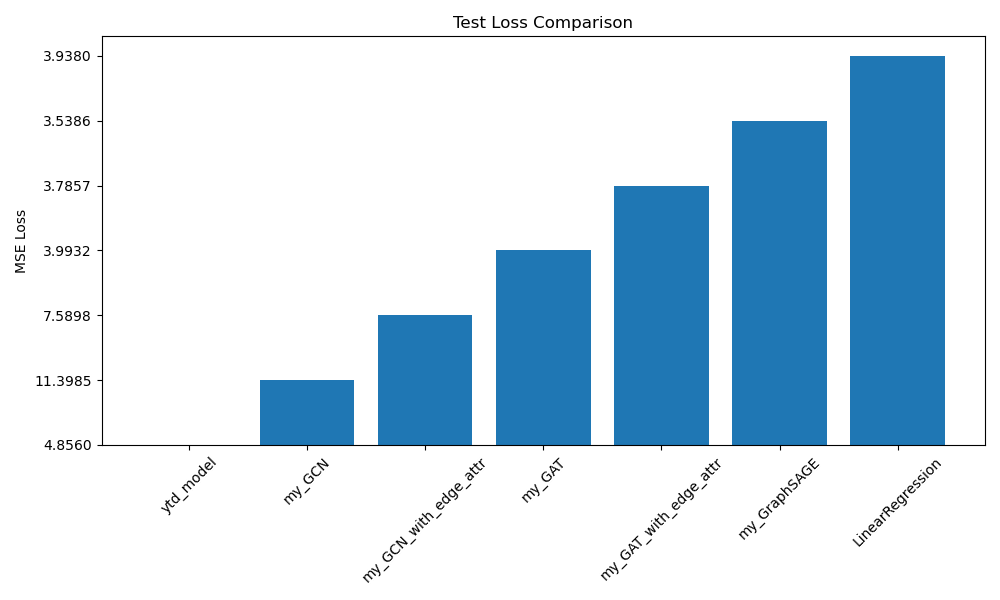 Test Loss Comparison
MSE Loss
3.9380
3.5386
3.7857
3.9932
7.5898
11.3985
4.8560
ytd_model
my_GCN
my_GCN_with_edge_attr
my_GAT
my_GAT_with_edge_attr
my_GraphSAGE
LinearRegression